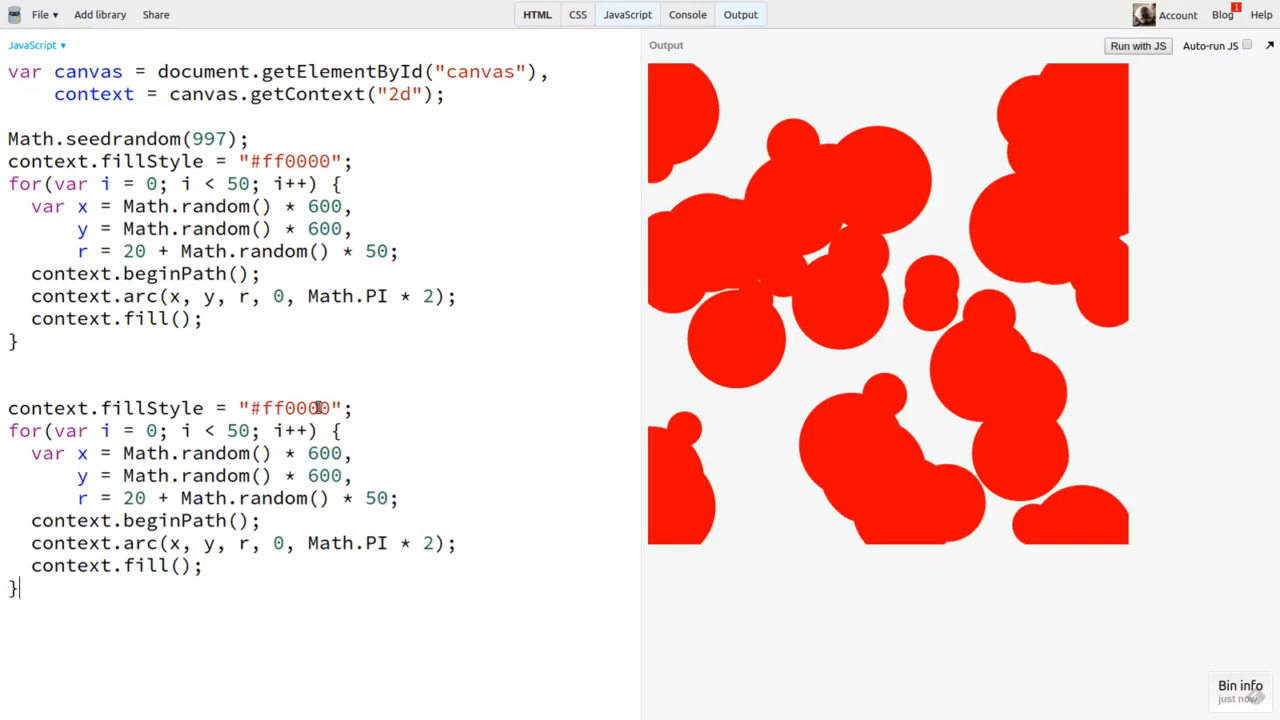 File ▾ Add library Share HTML CSS JavaScript Console Output Account Blog 1 Help
JavaScript ▾
Output Run with JS Auto-run JS
var canvas = document.getElementById("canvas"),
    context = canvas.getContext("2d");
Math.seedrandom(997);
context.fillStyle = "#ff0000";
for(var i = 0; i < 50; i++) {
  var x = Math.random() * 600,
      y = Math.random() * 600,
      r = 20 + Math.random() * 50;
  context.beginPath();
  context.arc(x, y, r, 0, Math.PI * 2);
  context.fill();
}
context.fillStyle = "#ff0000";
for(var i = 0; i < 50; i++) {
  var x = Math.random() * 600,
      y = Math.random() * 600,
      r = 20 + Math.random() * 50;
  context.beginPath();
  context.arc(x, y, r, 0, Math.PI * 2);
  context.fill();
}
Bin info
just now